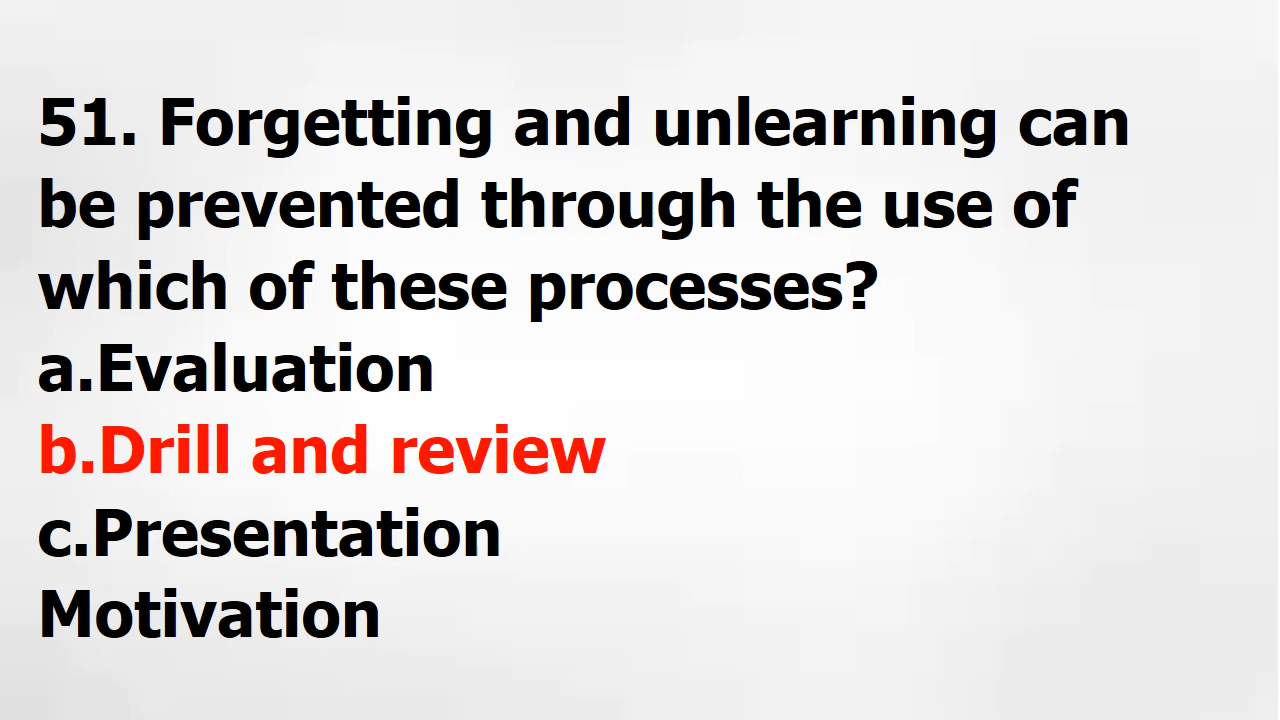 51. Forgetting and unlearning can
be prevented through the use of
which of these processes?
a.Evaluation
b.Drill and review
c.Presentation
Motivation